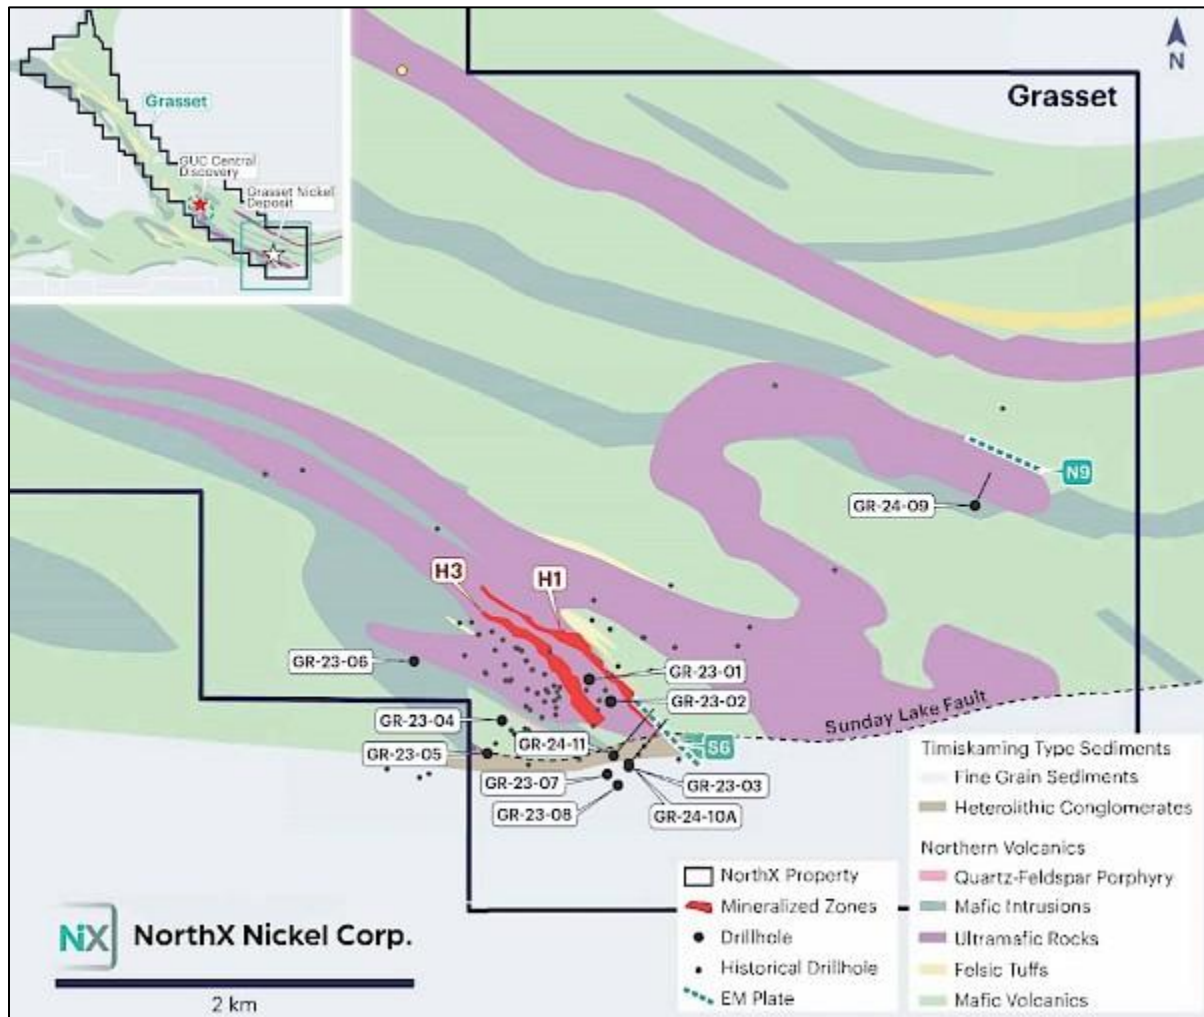 Grasset
GUC Central
Discovery
Grasset Nickel
Deposit
N
Grasset
N9
GR-24-09
H3
H1
GR-23-06
GR-23-01
GR-23-02
GR-23-04
Sunday Lake Fault
GR-24-11
S6
GR-23-05
GR-23-07
GR-23-03
GR-23-08
GR-24-10A
NorthX Property
Mineralized Zones
Drillhole
Historical Drillhole
EM Plate
Timiskaming Type Sediments
Fine Grain Sediments
Heterolithic Conglomerates
Northern Volcanics
Quartz-Feldspar Porphyry
Mafic Intrusions
Ultramafic Rocks
Felsic Tuffs
Mafic Volcanics
NiX NorthX Nickel Corp.
2 km